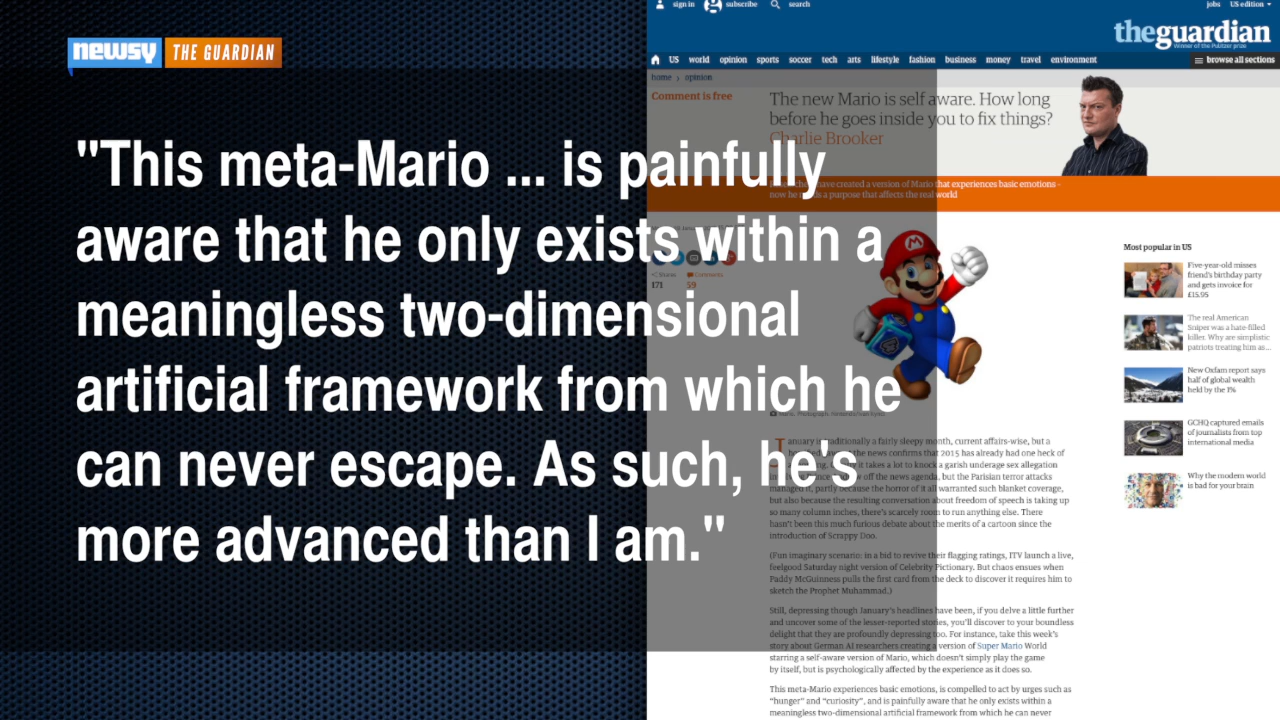 sign in
subscribe
search
jobs
US edition
theguardian
Winner of the Pulitzer prize
newsy
THE GUARDIAN
US world opinion sports soccer tech arts lifestyle fashion business money travel environment
browse all sections
home › opinion
Comment is free
The new Mario is self aware. How long
before he goes inside you to fix things?
Charlie Brooker
have created a version of Mario that experiences basic emotions –
now he needs a purpose that affects the real world
"This meta-Mario ... is painfully
aware that he only exists within a
meaningless two-dimensional
artificial framework from which he
can never escape. As such, he's
more advanced than I am."
Shares
171
Comments
59
Most popular in US
Five-year-old misses
friend's birthday party
and gets invoice for
£15.95
The real American
Sniper was a hate-filled
killer. Why are simplistic
patriots treating him as...
New Oxfam report says
half of global wealth
held by the 1%
GCHQ captured emails
of journalists from top
international media
Why the modern world
is bad for your brain
Mario. Photograph:
January is traditionally a fairly sleepy month, current affairs-wise, but a
the news confirms that 2015 has already had one heck of
it takes a lot to knock a garish underage sex allegation
off the news agenda, but the Parisian terror attacks
managed it, partly because the horror of it all warranted such blanket coverage,
but also because the resulting conversation about freedom of speech is taking up
so many column inches, there's scarcely room to run anything else. There
hasn't been this much furious debate about the merits of a cartoon since the
introduction of Scrappy Doo.
(Fun imaginary scenario: in a bid to revive their flagging ratings, ITV launch a live,
feelgood Saturday night version of Celebrity Pictionary. But chaos ensues when
Paddy McGuinness pulls the first card from the deck to discover it requires him to
sketch the Prophet Muhammad.)
Still, depressing though January's headlines have been, if you delve a little further
and uncover some of the lesser-reported stories, you'll discover to your boundless
delight that they are profoundly depressing too. For instance, take this week's
story about German AI researchers creating a version of Super Mario World
starring a self-aware version of Mario, which doesn't simply play the game
by itself, but is psychologically affected by the experience as it does so.
This meta-Mario experiences basic emotions, is compelled to act by urges such as
"hunger" and "curiosity", and is painfully aware that he only exists within a
meaningless two-dimensional artificial framework from which he can never